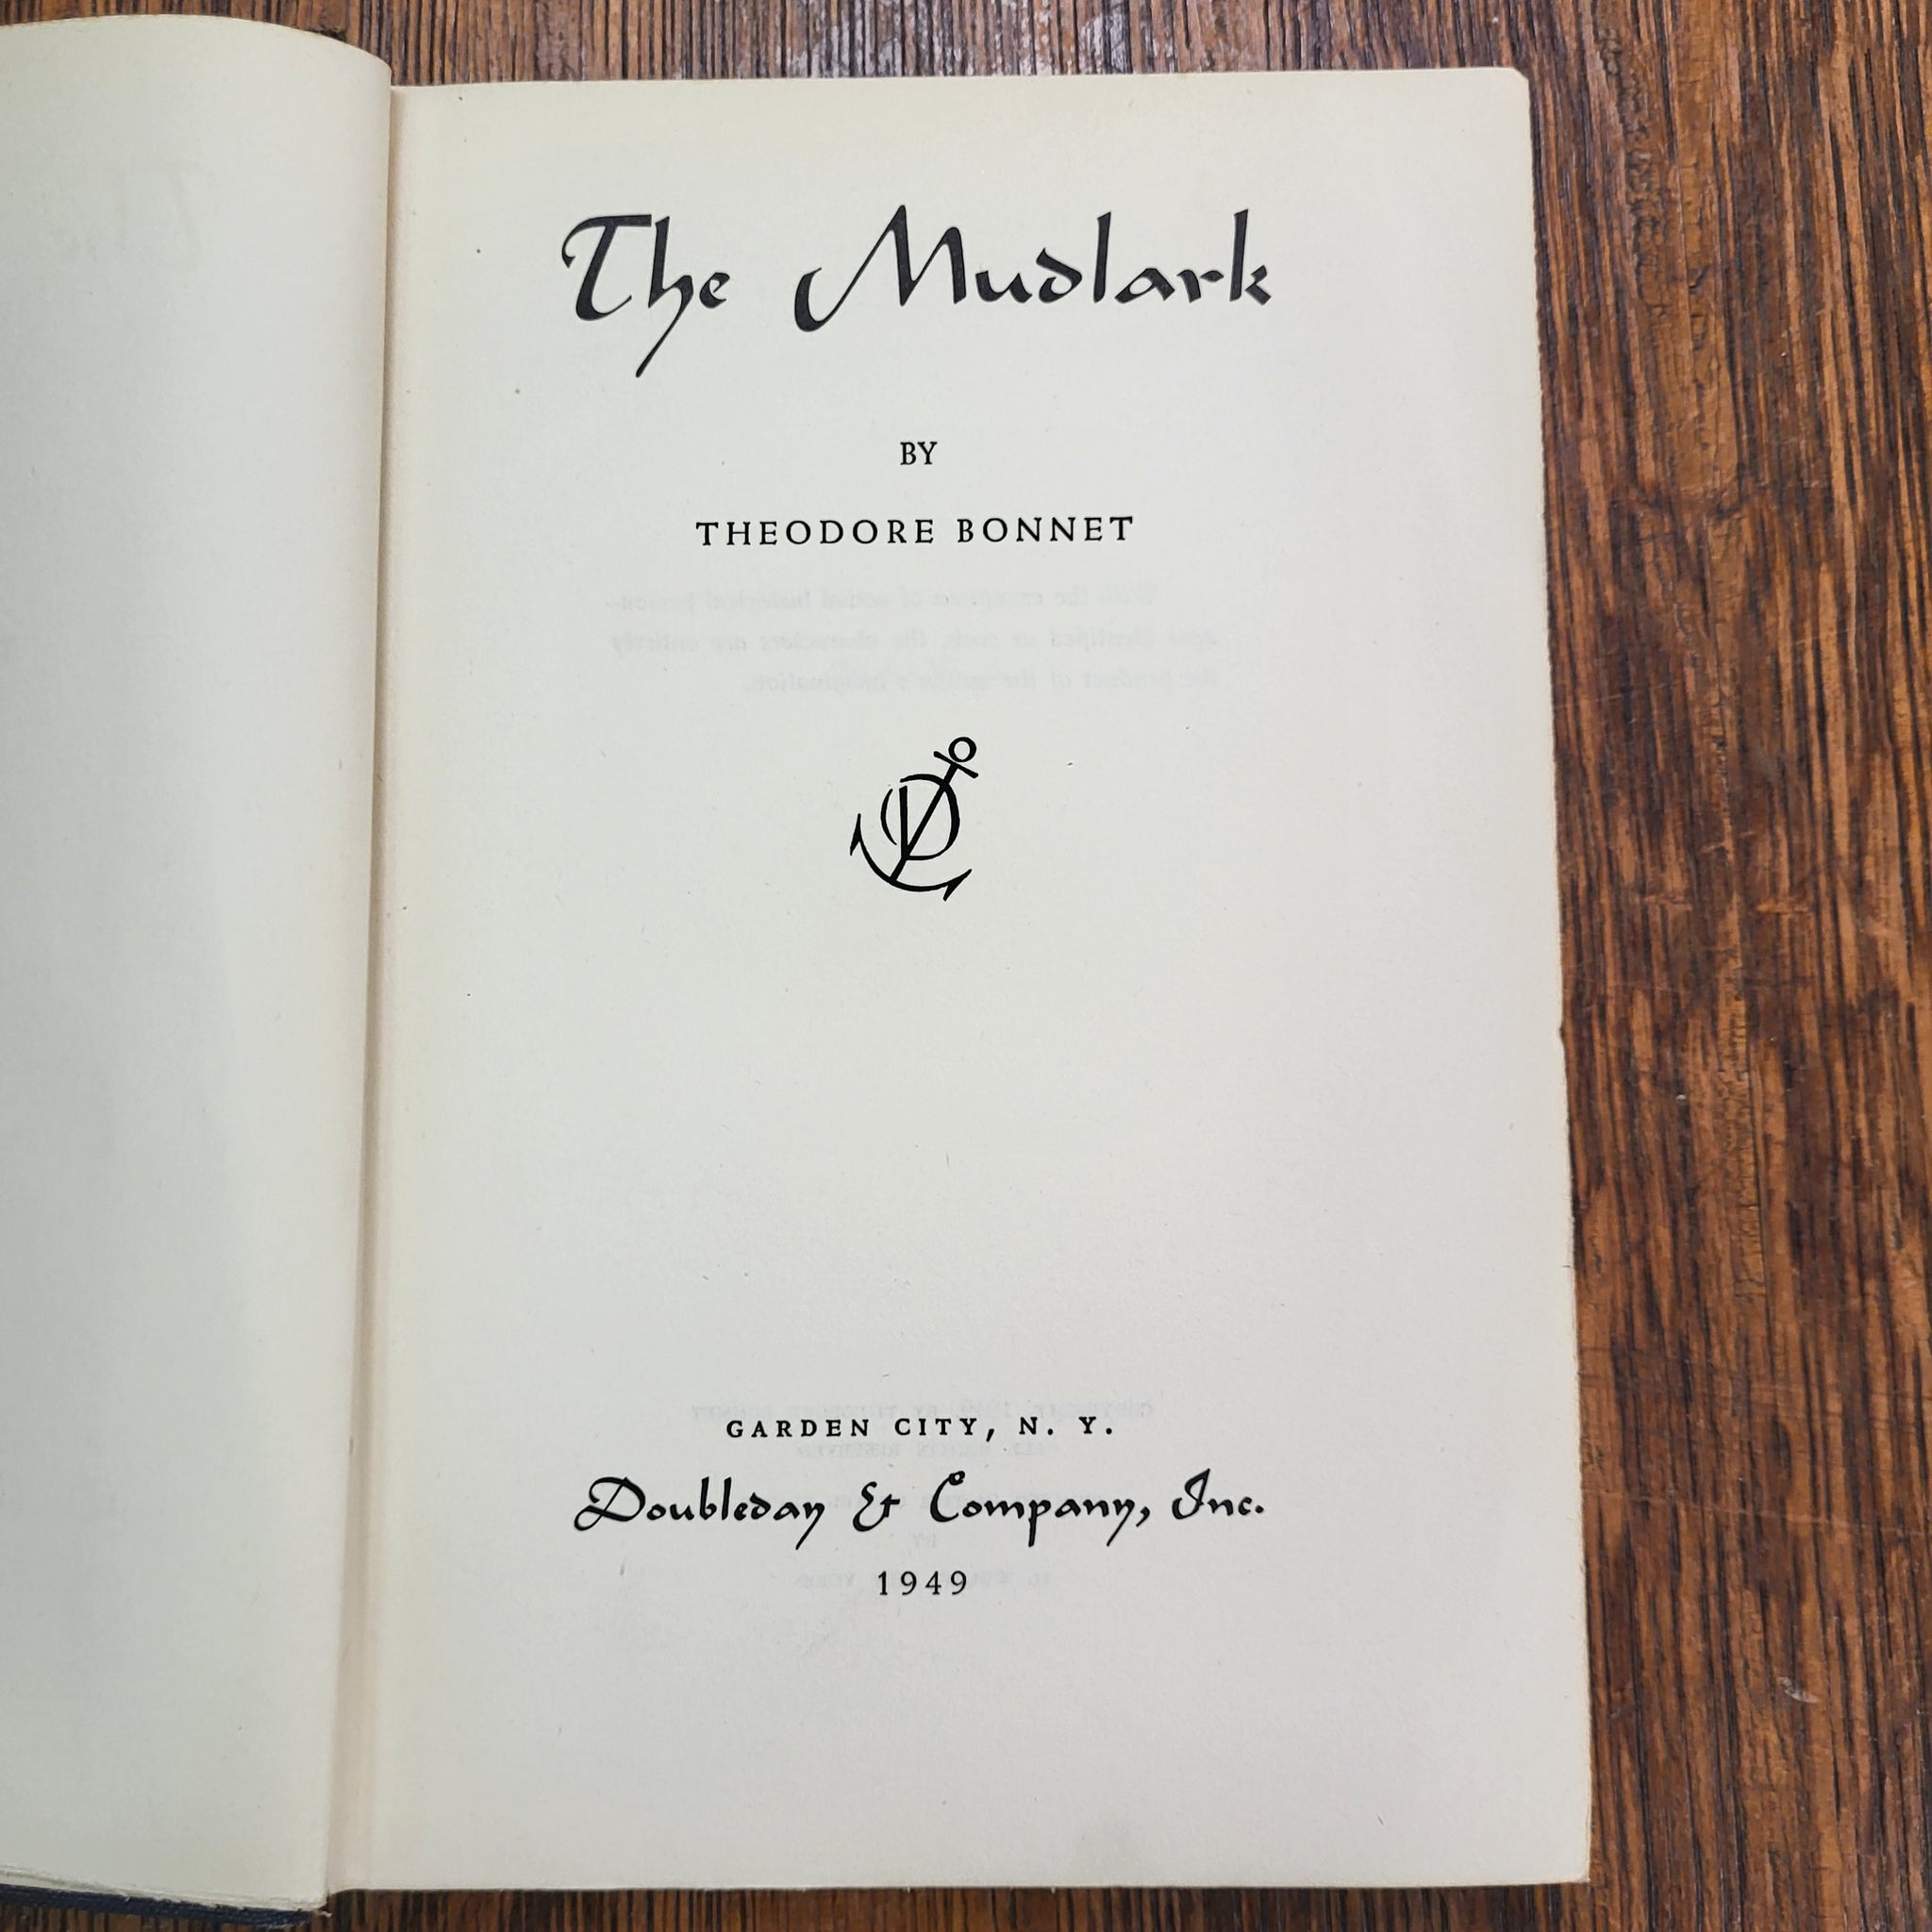 The Mudlark
BY
THEODORE BONNET
GARDEN CITY, N. Y.
Doubleday & Company, Inc.
1949